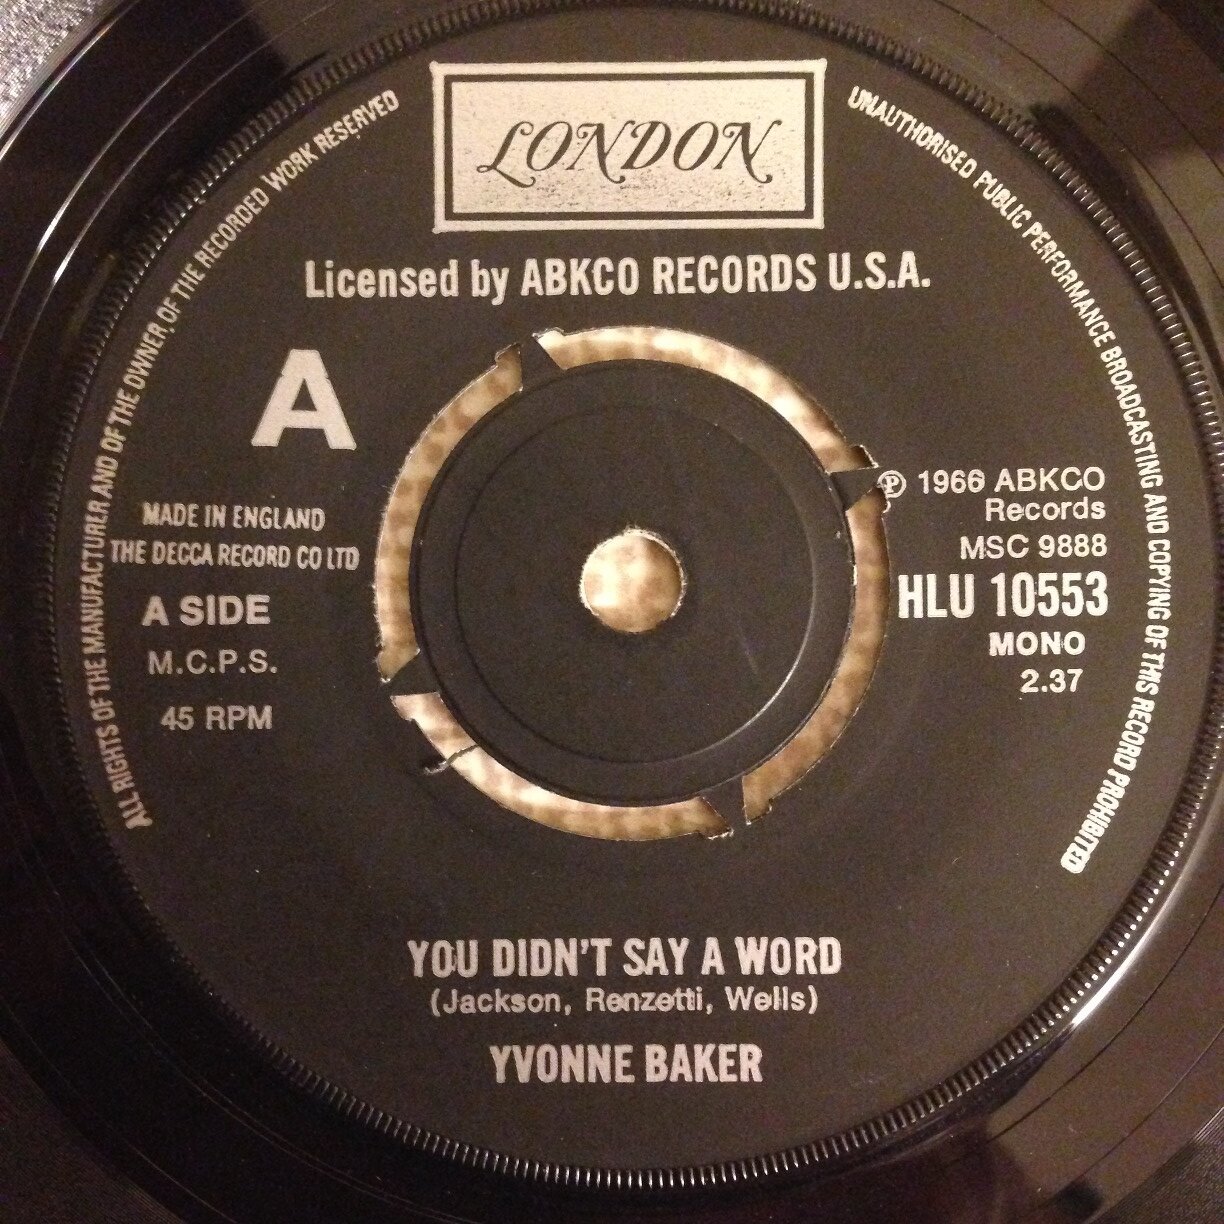 LONDON
Licensed by ABKCO RECORDS U.S.A.
ALL RIGHTS OF THE MANUFACTURER AND OF THE OWNER OF THE RECORDED WORK RESERVED
UNAUTHORISED PUBLIC PERFORMANCE BROADCASTING AND COPYING OF THIS RECORD PROHIBITED
A
MADE IN ENGLAND
THE DECCA RECORD CO LTD
A SIDE
M.C.P.S.
45 RPM
℗ 1966 ABKCO
Records
MSC 9888
HLU 10553
MONO
2.37
YOU DIDN'T SAY A WORD
(Jackson, Renzetti, Wells)
YVONNE BAKER